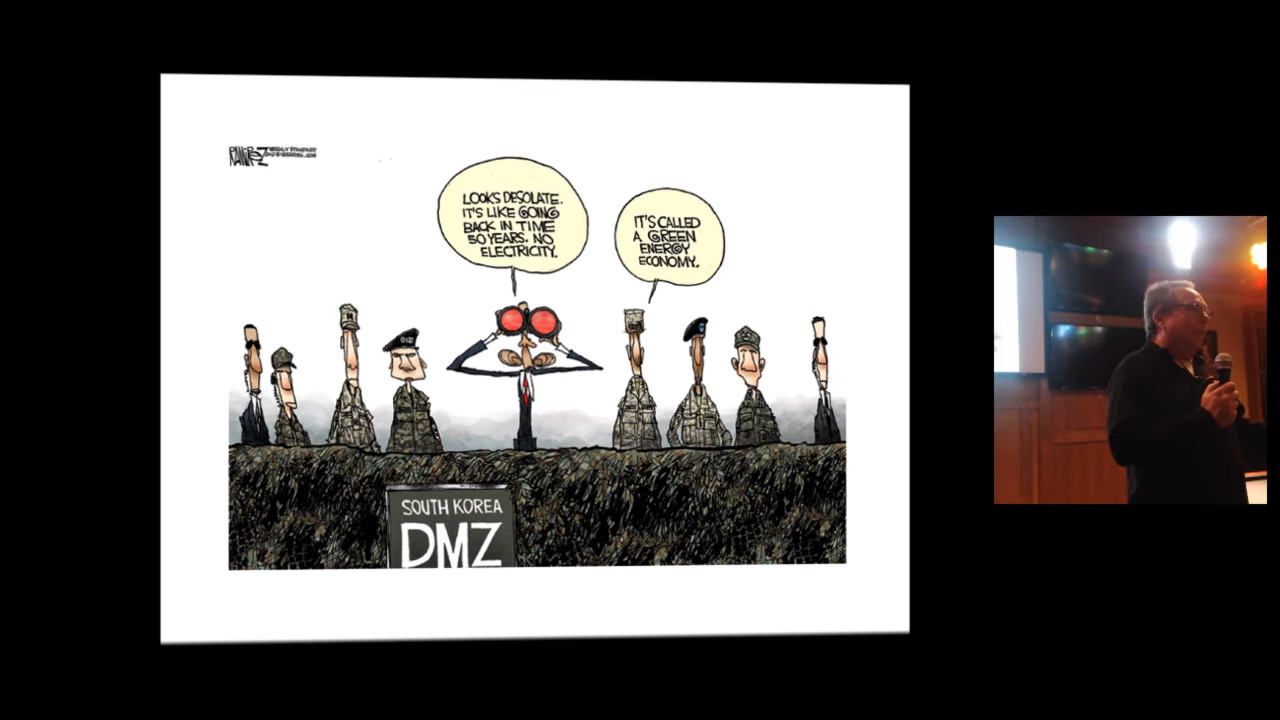 RAMIREZ
LOOKS DESOLATE.
IT'S LIKE GOING
BACK IN TIME
50 YEARS. NO
ELECTRICITY.
IT'S CALLED
A GREEN
ENERGY
ECONOMY.
DMZ
SOUTH KOREA
DMZ